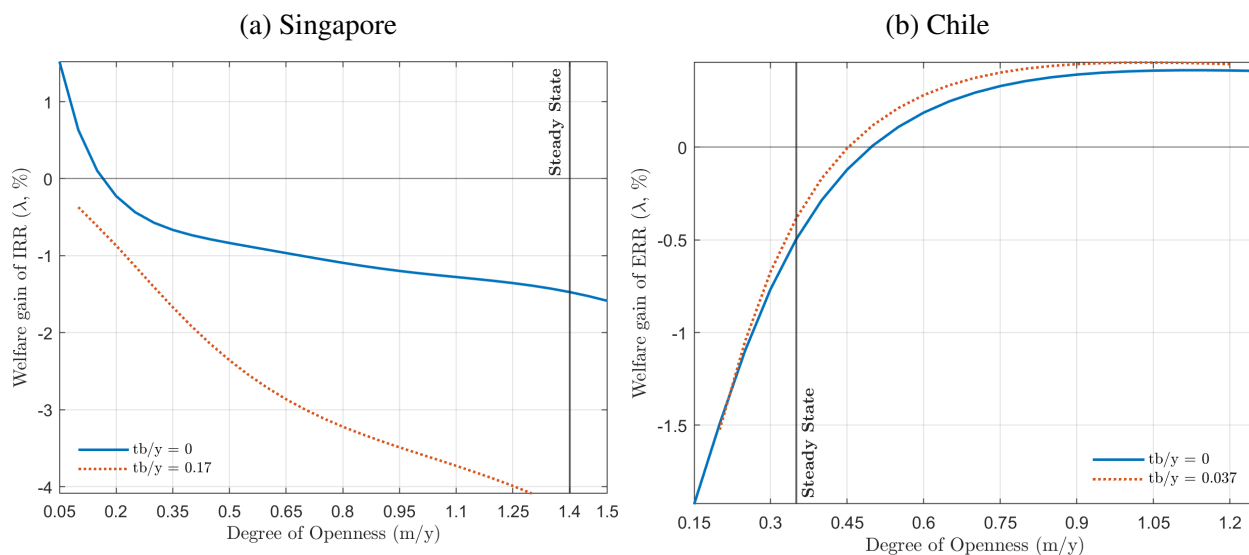 (a) Singapore
Welfare gain of IRR (λ, %)
1
0
-1
-2
-3
-4
Steady State
tb/y = 0
tb/y = 0.17
0.05 0.2 0.35 0.5 0.65 0.8 0.95 1.1 1.25 1.4 1.5
Degree of Openness (m/y)
(b) Chile
Welfare gain of ERR (λ, %)
0
-0.5
-1
-1.5
Steady State
tb/y = 0
tb/y = 0.037
0.15 0.3 0.45 0.6 0.75 0.9 1.05 1.2
Degree of Openness (m/y)